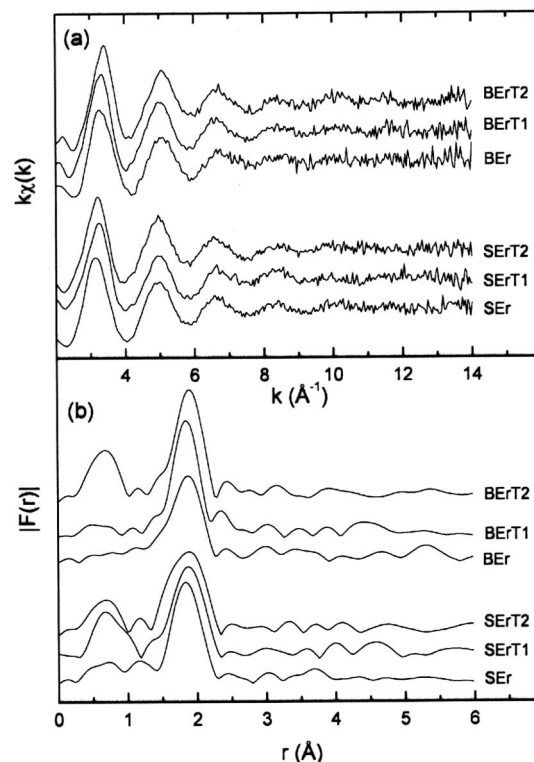 (a)
kχ(k)
BErT2
BErT1
BEr
SErT2
SErT1
SEr
4 6 8 10 12 14
k (Å⁻¹)
(b)
|F(r)|
BErT2
BErT1
BEr
SErT2
SErT1
SEr
0 1 2 3 4 5 6
r (Å)